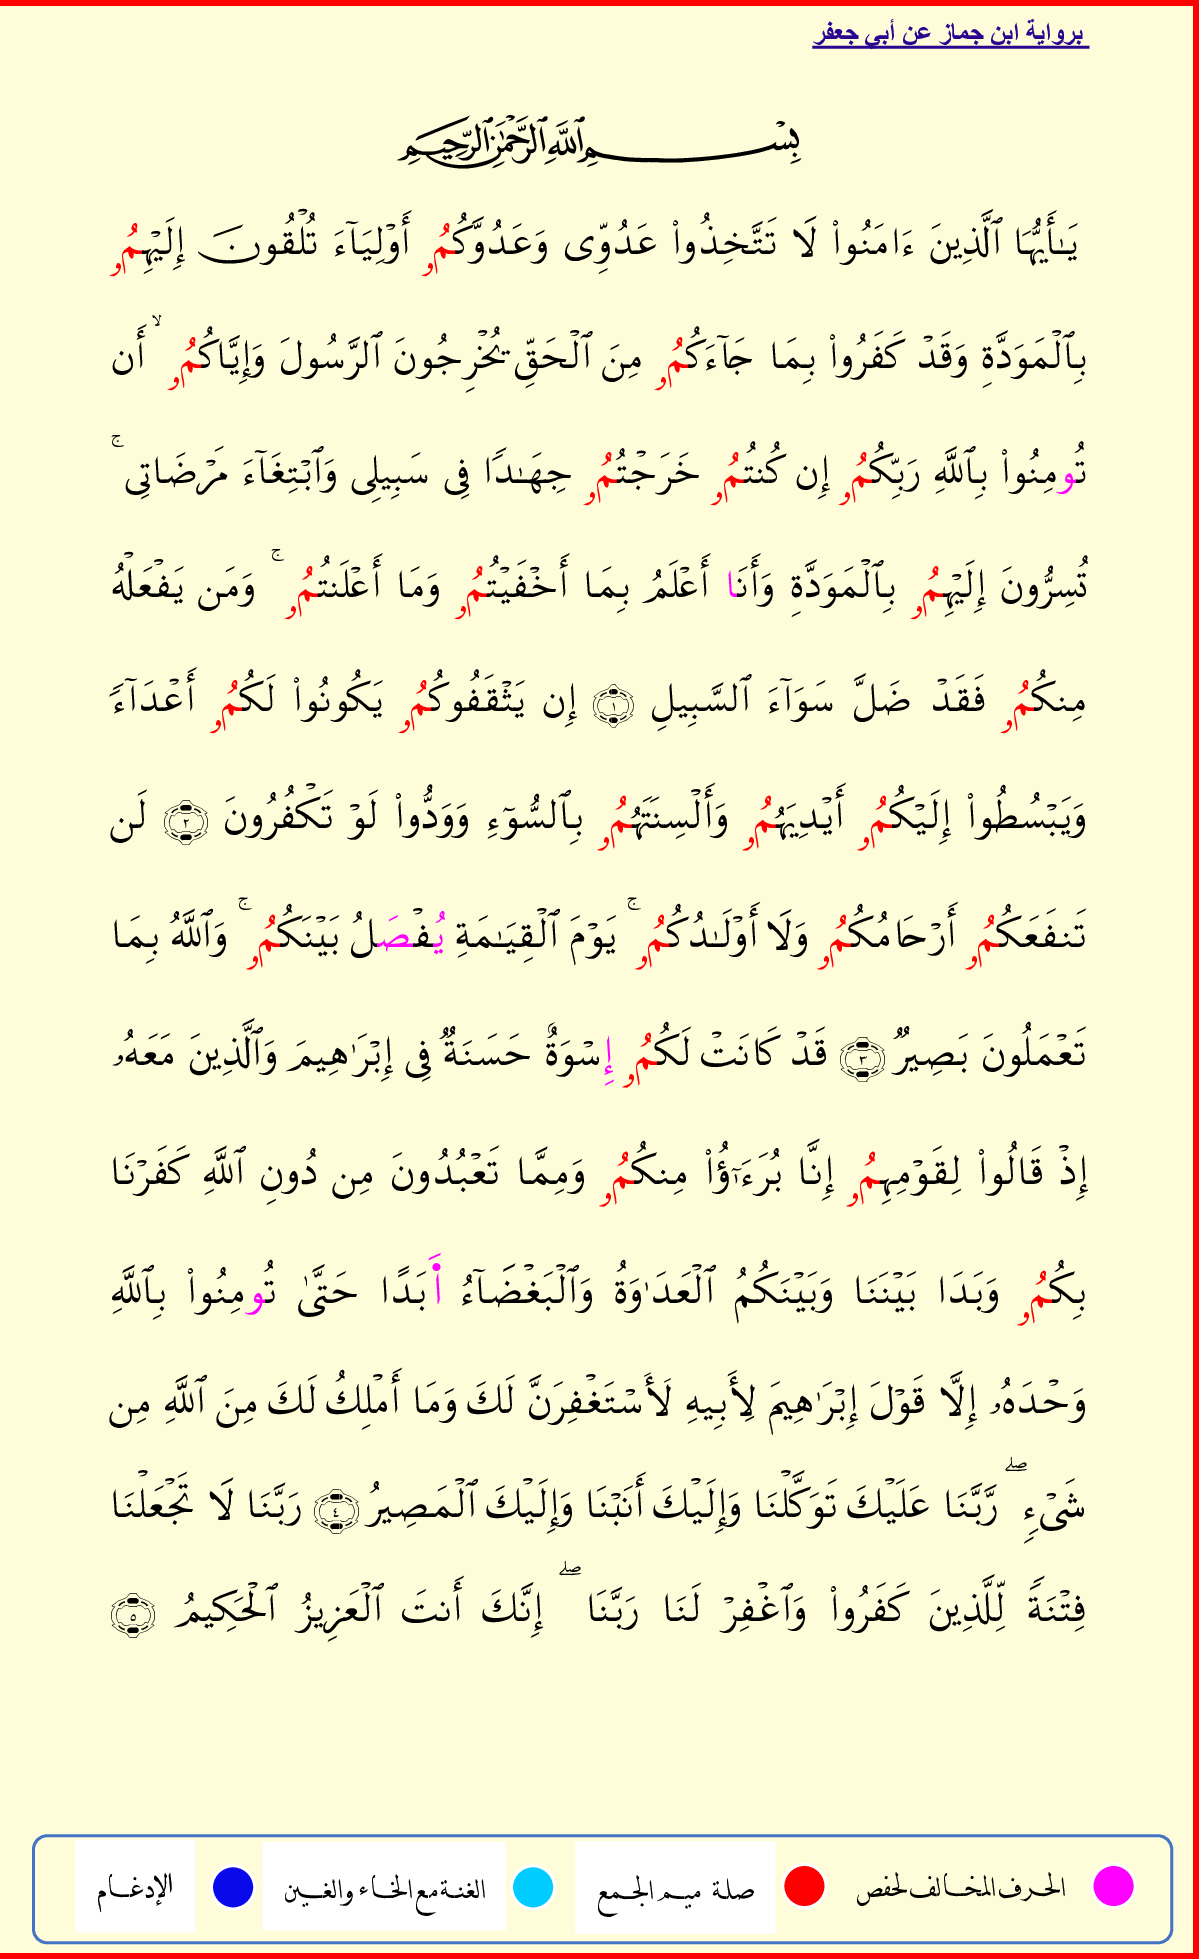 برواية ابن جماز عن أبي جعفر
بِسْمِ ٱللَّهِ ٱلرَّحْمَٰنِ ٱلرَّحِيمِ
يَـٰٓأَيُّهَا ٱلَّذِينَ ءَامَنُوا۟ لَا تَتَّخِذُوا۟ عَدُوِّى وَعَدُوَّكُمُۥ أَوْلِيَآءَ تُلْقُونَ إِلَيْهِمُۥ
بِٱلْمَوَدَّةِ وَقَدْ كَفَرُوا۟ بِمَا جَآءَكُمُۥ مِنَ ٱلْحَقِّ يُخْرِجُونَ ٱلرَّسُولَ وَإِيَّاكُمُۥ ۙ أَن
تُومِنُوا۟ بِٱللَّهِ رَبِّكُمُۥ إِن كُنتُمُۥ خَرَجْتُمُۥ جِهَـٰدًا فِى سَبِيلِى وَٱبْتِغَآءَ مَرْضَاتِى ۚ
تُسِرُّونَ إِلَيْهِمُۥ بِٱلْمَوَدَّةِ وَأَنَا أَعْلَمُ بِمَا أَخْفَيْتُمُۥ وَمَا أَعْلَنتُمُۥ ۚ وَمَن يَفْعَلْهُ
مِنكُمُۥ فَقَدْ ضَلَّ سَوَآءَ ٱلسَّبِيلِ ١ إِن يَثْقَفُوكُمُۥ يَكُونُوا۟ لَكُمُۥ أَعْدَآءً
وَيَبْسُطُوا۟ إِلَيْكُمُۥ أَيْدِيَهُمُۥ وَأَلْسِنَتَهُمُۥ بِٱلسُّوٓءِ وَوَدُّوا۟ لَوْ تَكْفُرُونَ ٢ لَن
تَنفَعَكُمُۥ أَرْحَامُكُمُۥ وَلَا أَوْلَـٰدُكُمُۥ ۚ يَوْمَ ٱلْقِيَـٰمَةِ يُفْصَلُ بَيْنَكُمُۥ ۚ وَٱللَّهُ بِمَا
تَعْمَلُونَ بَصِيرٌ ٣ قَدْ كَانَتْ لَكُمُۥ إِسْوَةٌ حَسَنَةٌ فِى إِبْرَٰهِيمَ وَٱلَّذِينَ مَعَهُۥ
إِذْ قَالُوا۟ لِقَوْمِهِمُۥ إِنَّا بُرَءَٰٓؤُا۟ مِنكُمُۥ وَمِمَّا تَعْبُدُونَ مِن دُونِ ٱللَّهِ كَفَرْنَا
بِكُمُۥ وَبَدَا بَيْنَنَا وَبَيْنَكُمُ ٱلْعَدَٰوَةُ وَٱلْبَغْضَآءُ أَبَدًا حَتَّىٰ تُومِنُوا۟ بِٱللَّهِ
وَحْدَهُۥ إِلَّا قَوْلَ إِبْرَٰهِيمَ لِأَبِيهِ لَأَسْتَغْفِرَنَّ لَكَ وَمَا أَمْلِكُ لَكَ مِنَ ٱللَّهِ مِن
شَىْءٍ ۖ رَّبَّنَا عَلَيْكَ تَوَكَّلْنَا وَإِلَيْكَ أَنَبْنَا وَإِلَيْكَ ٱلْمَصِيرُ ٤ رَبَّنَا لَا تَجْعَلْنَا
فِتْنَةً لِّلَّذِينَ كَفَرُوا۟ وَٱغْفِرْ لَنَا رَبَّنَا ۖ إِنَّكَ أَنتَ ٱلْعَزِيزُ ٱلْحَكِيمُ ٥
الحرف المخالف لحفص صلة ميم الجمع الغنة مع الخاء والغين الإدغام